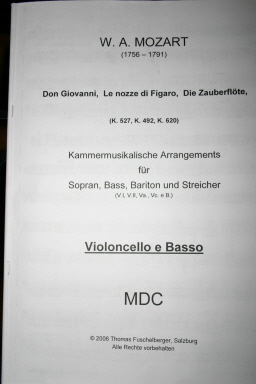 W. A. MOZART
(1756 – 1791)
Don Giovanni, Le nozze di Figaro, Die Zauberflöte,
(K. 527, K. 492, K. 620)
Kammermusikalische Arrangements
für
Sopran, Bass, Bariton und Streicher
(V.I, V.II, Va., Vc. e B.)
Violoncello e Basso
MDC
© 2006 Thomas Fuschelberger, Salzburg
Alle Rechte vorbehalten